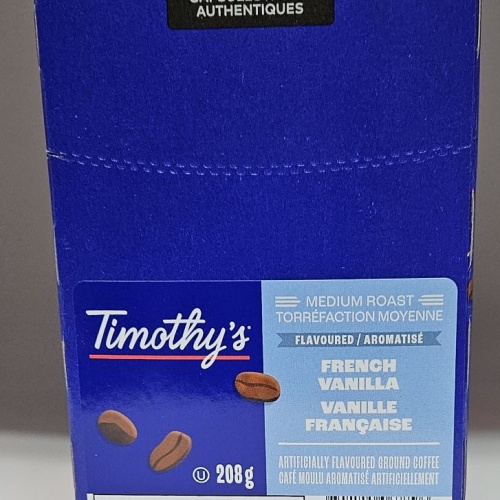 AUTHENTIQUES
Timothy's
MEDIUM ROAST
TORRÉFACTION MOYENNE
FLAVOURED / AROMATISÉ
FRENCH
VANILLA
VANILLE
FRANÇAISE
U 208g
ARTIFICIALLY FLAVOURED GROUND COFFEE
CAFÉ MOULU AROMATISÉ ARTIFICIELLEMENT